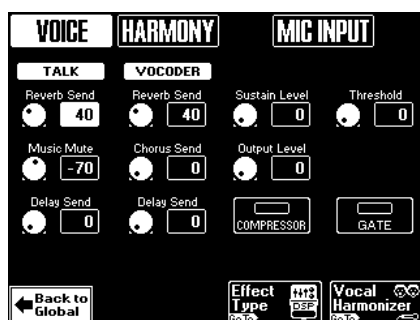 VOICE HARMONY MIC INPUT
TALK VOCODER
Reverb Send Reverb Send Sustain Level Threshold
40 40 0 0
Music Mute Chorus Send Output Level
-70 0 0
Delay Send Delay Send
0 0 COMPRESSOR GATE
Back to Global
Effect Type DSP
GoTo
Vocal Harmonizer
GoTo